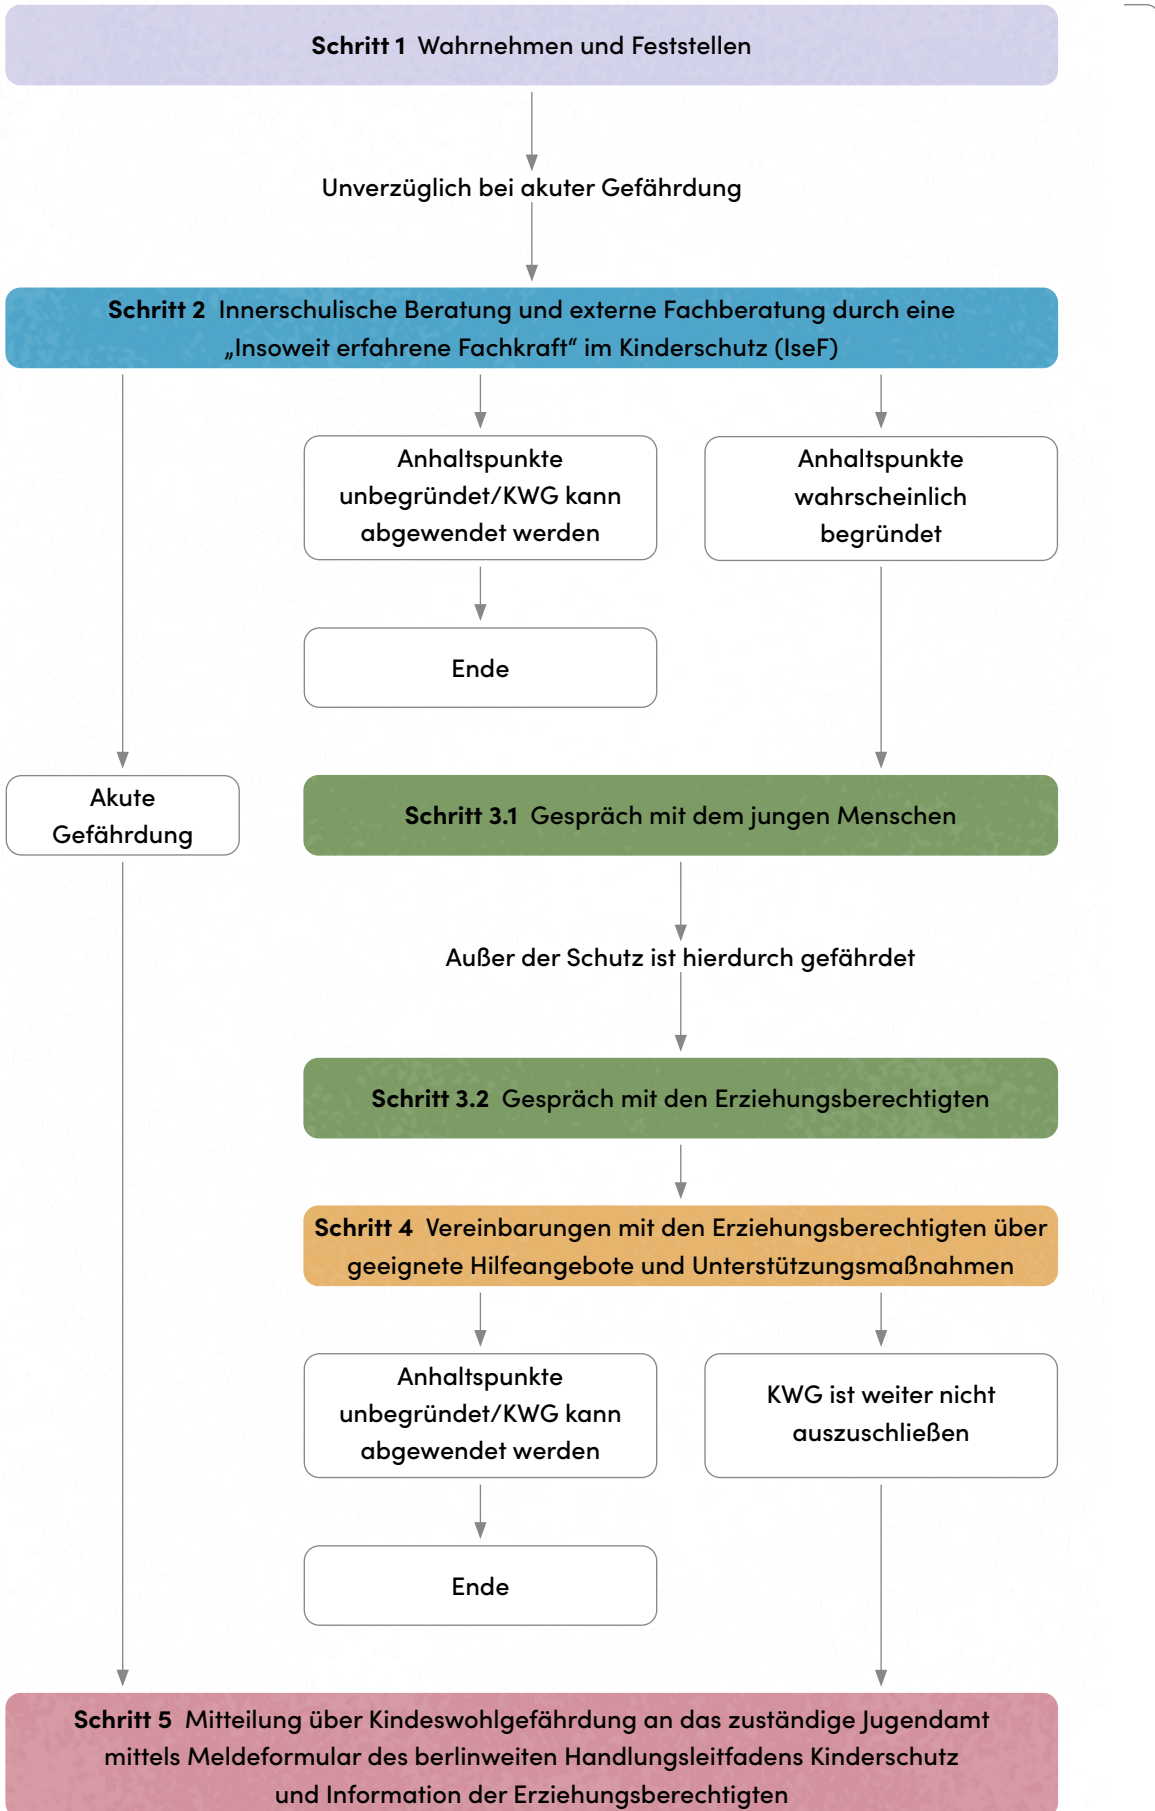 Schritt 1 Wahrnehmen und Feststellen
Unverzüglich bei akuter Gefährdung
Schritt 2 Innerschulische Beratung und externe Fachberatung durch eine
„Insoweit erfahrene Fachkraft“ im Kinderschutz (IseF)
Anhaltspunkte
unbegründet/KWG kann
abgewendet werden
Anhaltspunkte
wahrscheinlich
begründet
Ende
Akute
Gefährdung
Schritt 3.1 Gespräch mit dem jungen Menschen
Außer der Schutz ist hierdurch gefährdet
Schritt 3.2 Gespräch mit den Erziehungsberechtigten
Schritt 4 Vereinbarungen mit den Erziehungsberechtigten über
geeignete Hilfeangebote und Unterstützungsmaßnahmen
Anhaltspunkte
unbegründet/KWG kann
abgewendet werden
KWG ist weiter nicht
auszuschließen
Ende
Schritt 5 Mitteilung über Kindeswohlgefährdung an das zuständige Jugendamt
mittels Meldeformular des berlinweiten Handlungsleitfadens Kinderschutz
und Information der Erziehungsberechtigten